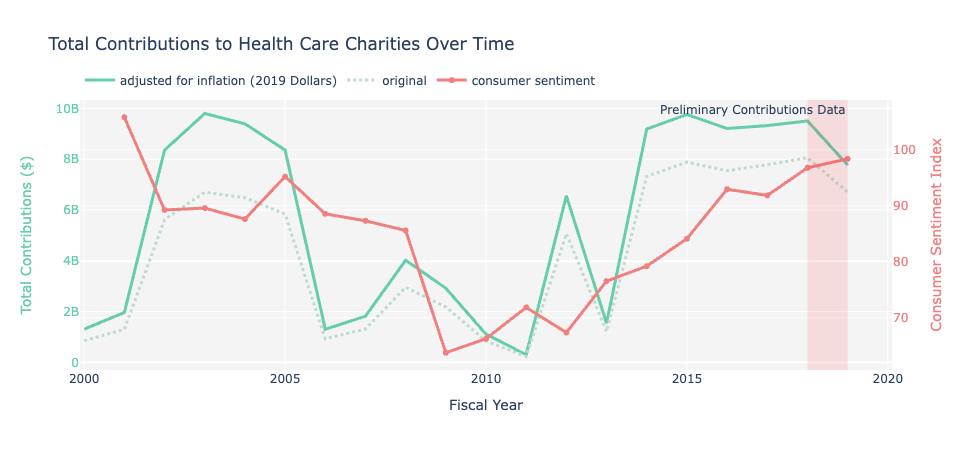 Total Contributions to Health Care Charities Over Time
adjusted for inflation (2019 Dollars) original consumer sentiment
Preliminary Contributions Data
Total Contributions ($)
10B
8B
6B
4B
2B
0
100
90
80
70
Consumer Sentiment Index
2000 2005 2010 2015 2020
Fiscal Year